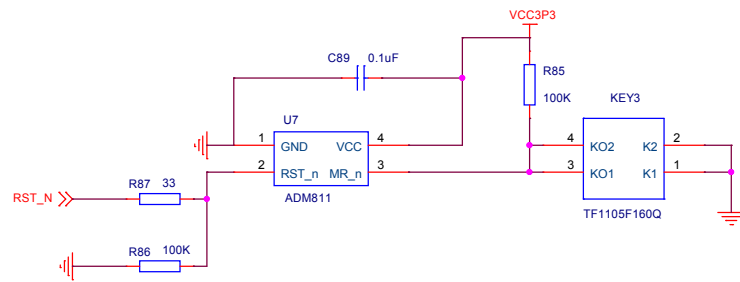 VCC3P3
C89 0.1uF
R85
100K
KEY3
U7
1 GND VCC 4
2 RST_n MR_n 3
ADM811
4 KO2 K2 2
3 KO1 K1 1
TF1105F160Q
R87 33
RST_N
R86 100K